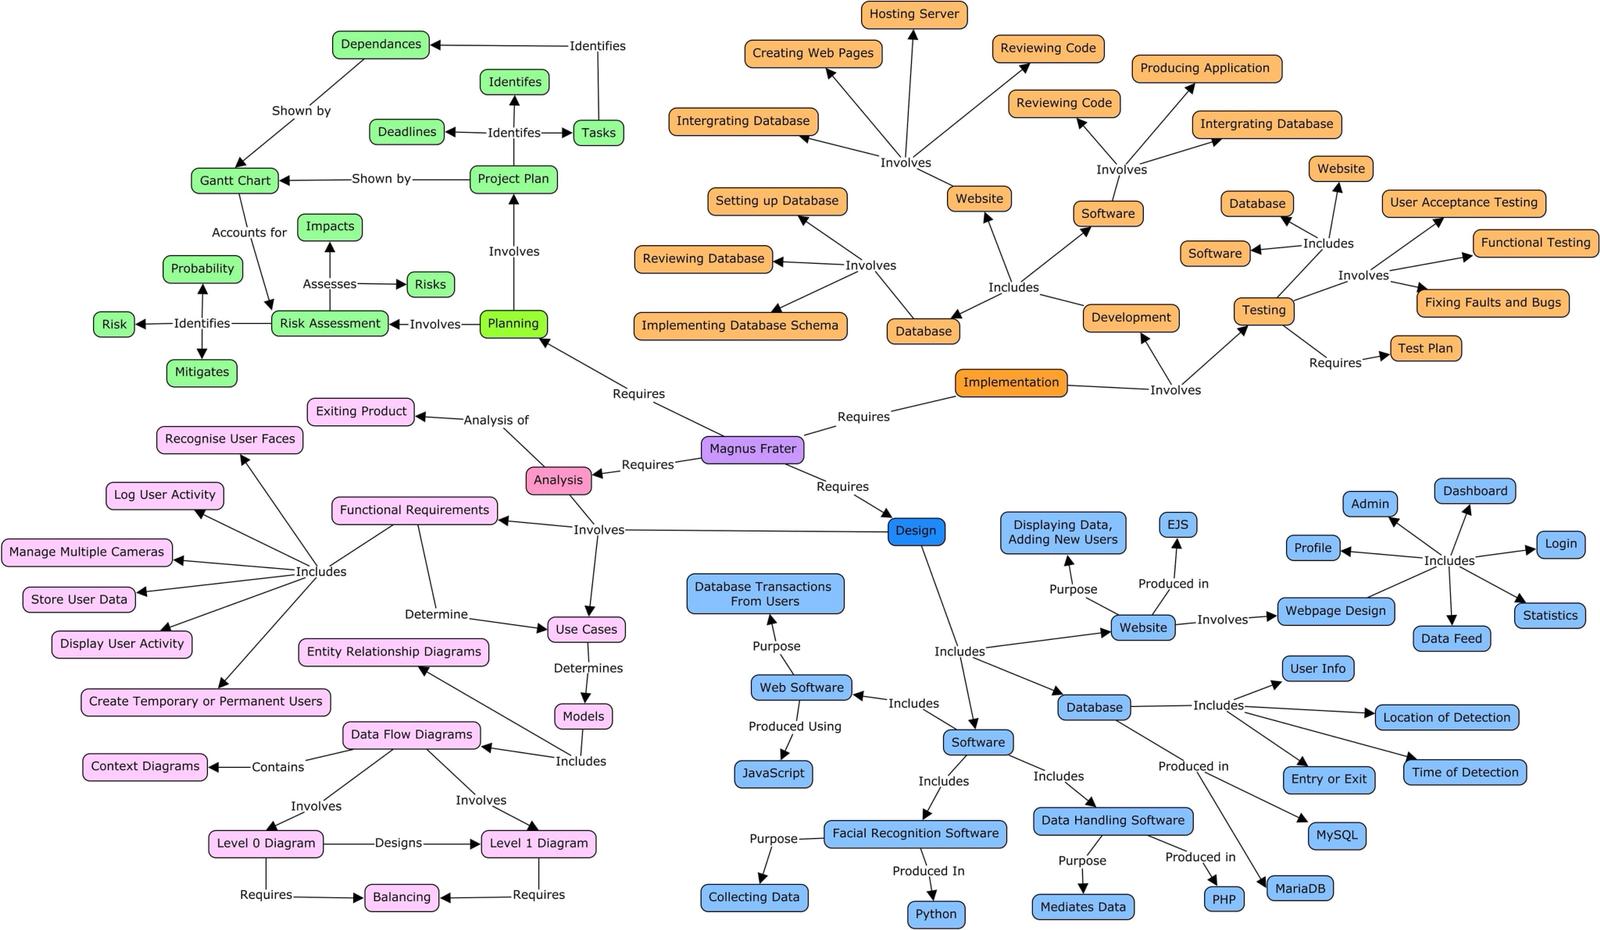 Hosting Server
Dependances
Identifies
Creating Web Pages
Reviewing Code
Producing Application
Identifes
Reviewing Code
Shown by
Intergrating Database
Intergrating Database
Deadlines
Identifes
Tasks
Involves
Involves
Website
Gantt Chart
Shown by
Project Plan
Website
Setting up Database
Software
Database
User Acceptance Testing
Impacts
Accounts for
Includes
Functional Testing
Involves
Software
Probability
Reviewing Database
Involves
Involves
Assesses
Risks
Includes
Fixing Faults and Bugs
Testing
Development
Risk
Identifies
Risk Assessment
Involves
Planning
Implementing Database Schema
Database
Test Plan
Requires
Mitigates
Implementation
Involves
Requires
Exiting Product
Analysis of
Requires
Recognise User Faces
Magnus Frater
Requires
Analysis
Requires
Log User Activity
Functional Requirements
Involves
Design
Admin
Dashboard
Displaying Data,
Adding New Users
EJS
Profile
Login
Manage Multiple Cameras
Includes
Includes
Store User Data
Database Transactions
From Users
Purpose
Produced in
Determine
Use Cases
Website
Involves
Webpage Design
Statistics
Display User Activity
Entity Relationship Diagrams
Purpose
Includes
Data Feed
Determines
User Info
Create Temporary or Permanent Users
Web Software
Includes
Database
Includes
Location of Detection
Models
Data Flow Diagrams
Produced Using
Software
Includes
Context Diagrams
Contains
JavaScript
Includes
Includes
Produced in
Entry or Exit
Time of Detection
Involves
Involves
Facial Recognition Software
Data Handling Software
MySQL
Level 0 Diagram
Designs
Level 1 Diagram
Purpose
Produced In
Purpose
Produced in
Requires
Balancing
Requires
Collecting Data
Python
Mediates Data
PHP
MariaDB